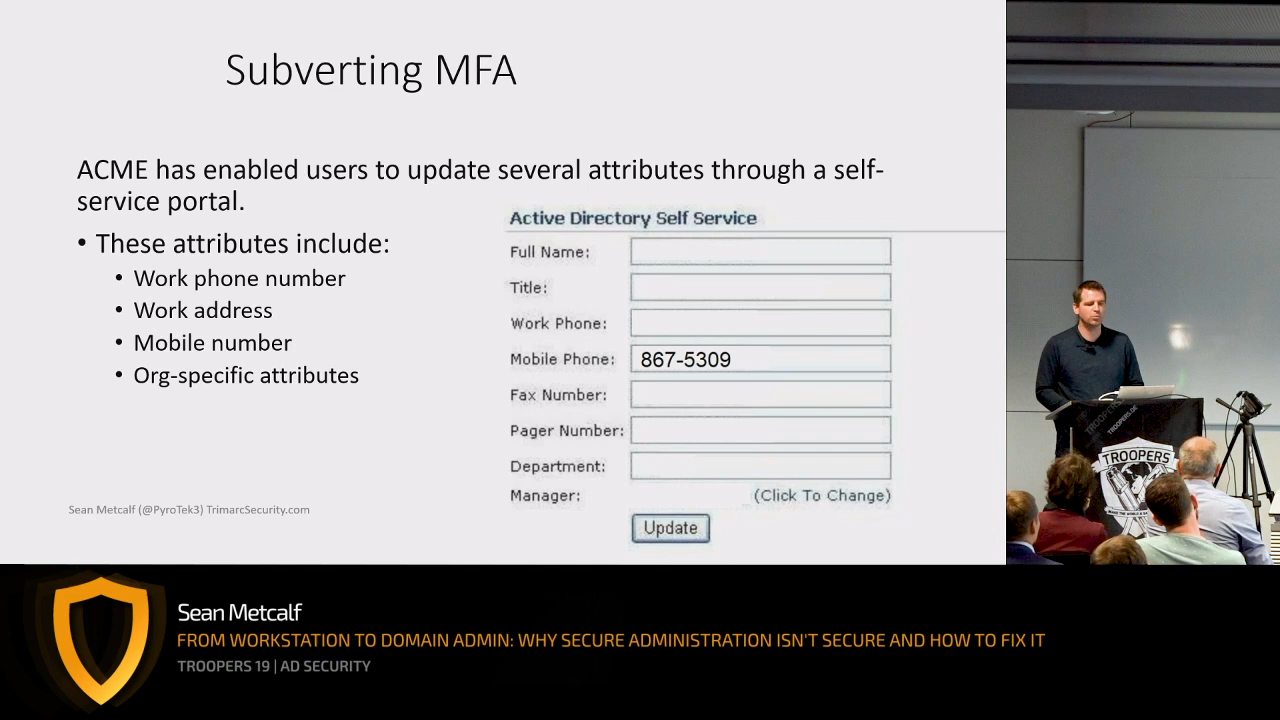 Subverting MFA
ACME has enabled users to update several attributes through a self-
service portal.
• These attributes include:
• Work phone number
• Work address
• Mobile number
• Org-specific attributes
Active Directory Self Service
Full Name:
Title:
Work Phone:
Mobile Phone: 867-5309
Fax Number:
Pager Number:
Department:
Manager: (Click To Change)
Update
Sean Metcalf (@PyroTek3) TrimarcSecurity.com
TROOPERS
TROOPERS.DE
TROOPERS
Sean Metcalf
FROM WORKSTATION TO DOMAIN ADMIN: WHY SECURE ADMINISTRATION ISN'T SECURE AND HOW TO FIX IT
TROOPERS 19 | AD SECURITY